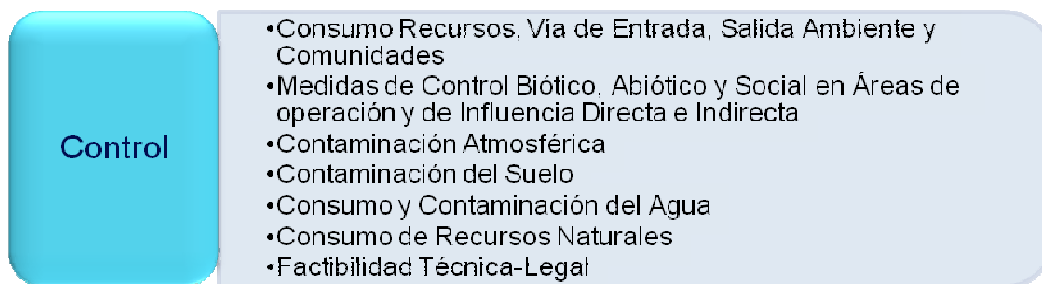 Control
•Consumo Recursos, Via de Entrada, Salida Ambiente y
Comunidades
•Medidas de Control Biótico, Abiótico y Social en Áreas de
operación y de Influencia Directa e Indirecta
•Contaminación Atmosférica
•Contaminación del Suelo
•Consumo y Contaminación del Agua
•Consumo de Recursos Naturales
•Factibilidad Técnica-Legal